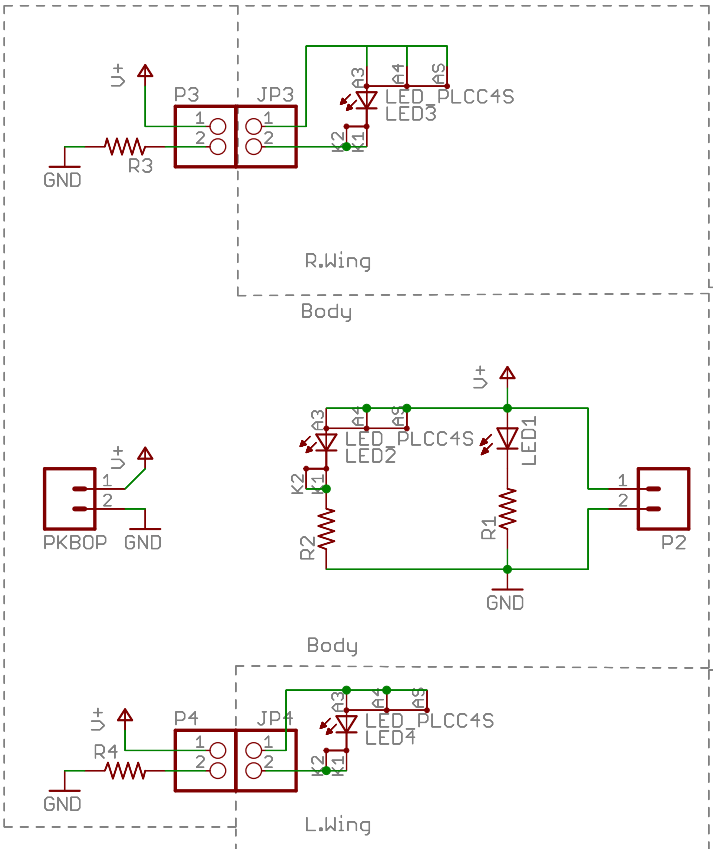 V+
P3
JP3
A3
A4
AS
LED_PLCC4S
LED3
1
2
1
2
K2
K1
R3
GND
R.Wing
Body
V+
A3
A4
AS
LED_PLCC4S
LED2
LED1
V+
K2
K1
1
2
1
2
R2
R1
PKBOP
GND
P2
GND
Body
V+
P4
JP4
A3
A4
AS
LED_PLCC4S
LED4
R4
1
2
1
2
K2
K1
GND
L.Wing